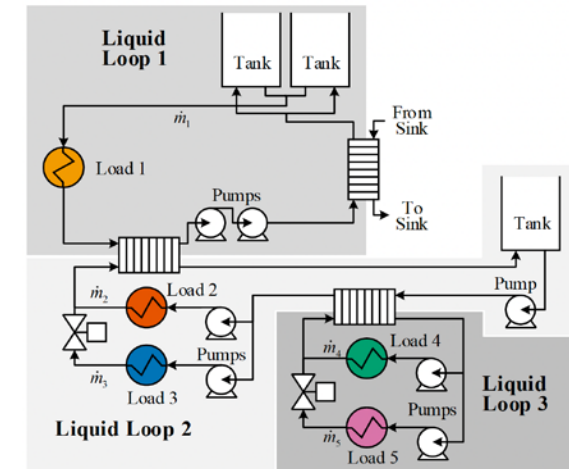 Liquid
Loop 1
Tank
Tank
ṁ1
From
Sink
Load 1
Pumps
To
Sink
Tank
ṁ2
Load 2
Pump
Pumps
ṁ3
Load 3
ṁ4
Load 4
Liquid
Loop 3
Pumps
Liquid Loop 2
ṁ5
Load 5